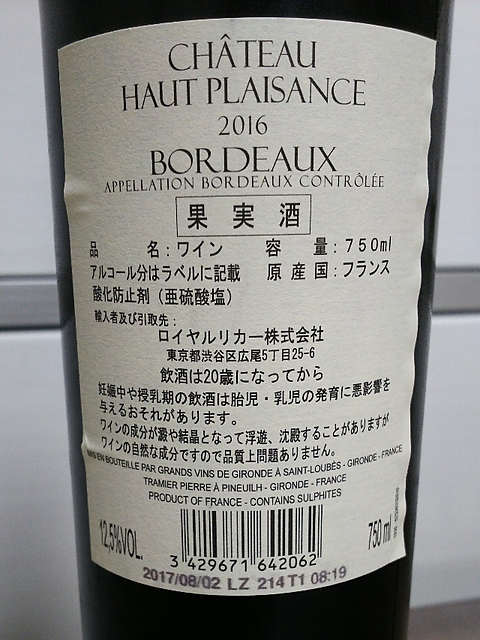 CHÂTEAU
HAUT PLAISANCE
2016
BORDEAUX
APPELLATION BORDEAUX CONTRÔLÉE
果実酒
品　名：ワイン　容　量：750ml
アルコール分はラベルに記載　原産国：フランス
酸化防止剤（亜硫酸塩）
輸入者及び引取先：
ロイヤルリカー株式会社
東京都渋谷区広尾5丁目25-6
飲酒は20歳になってから
妊娠中や授乳期の飲酒は胎児・乳児の発育に悪影響を
与えるおそれがあります。
ワインの成分が澱や結晶となって浮遊、沈殿することがありますが
ワインの自然な成分ですので品質上問題ありません。
MIS EN BOUTEILLE PAR GRANDS VINS DE GIRONDE À SAINT-LOUBÈS - GIRONDE - FRANCE
TRAMIER PIERRE À PINEUILH - GIRONDE - FRANCE
PRODUCT OF FRANCE - CONTAINS SULPHITES
12,5%VOL.
750 ml
3 429671 642062
2017/08/02 LZ 214T1 08:19